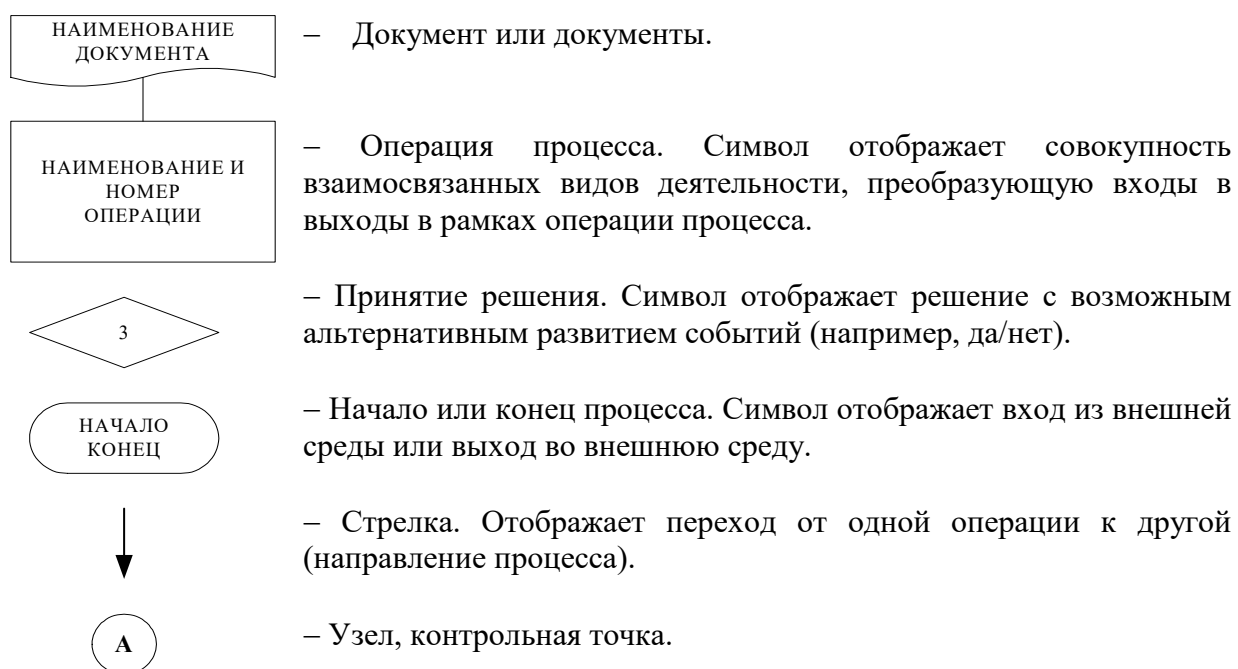 НАИМЕНОВАНИЕ
ДОКУМЕНТА
– Документ или документы.
НАИМЕНОВАНИЕ И
НОМЕР
ОПЕРАЦИИ
– Операция процесса. Символ отображает совокупность
взаимосвязанных видов деятельности, преобразующую входы в
выходы в рамках операции процесса.
3
– Принятие решения. Символ отображает решение с возможным
альтернативным развитием событий (например, да/нет).
НАЧАЛО
КОНЕЦ
– Начало или конец процесса. Символ отображает вход из внешней
среды или выход во внешнюю среду.
– Стрелка. Отображает переход от одной операции к другой
(направление процесса).
А
– Узел, контрольная точка.